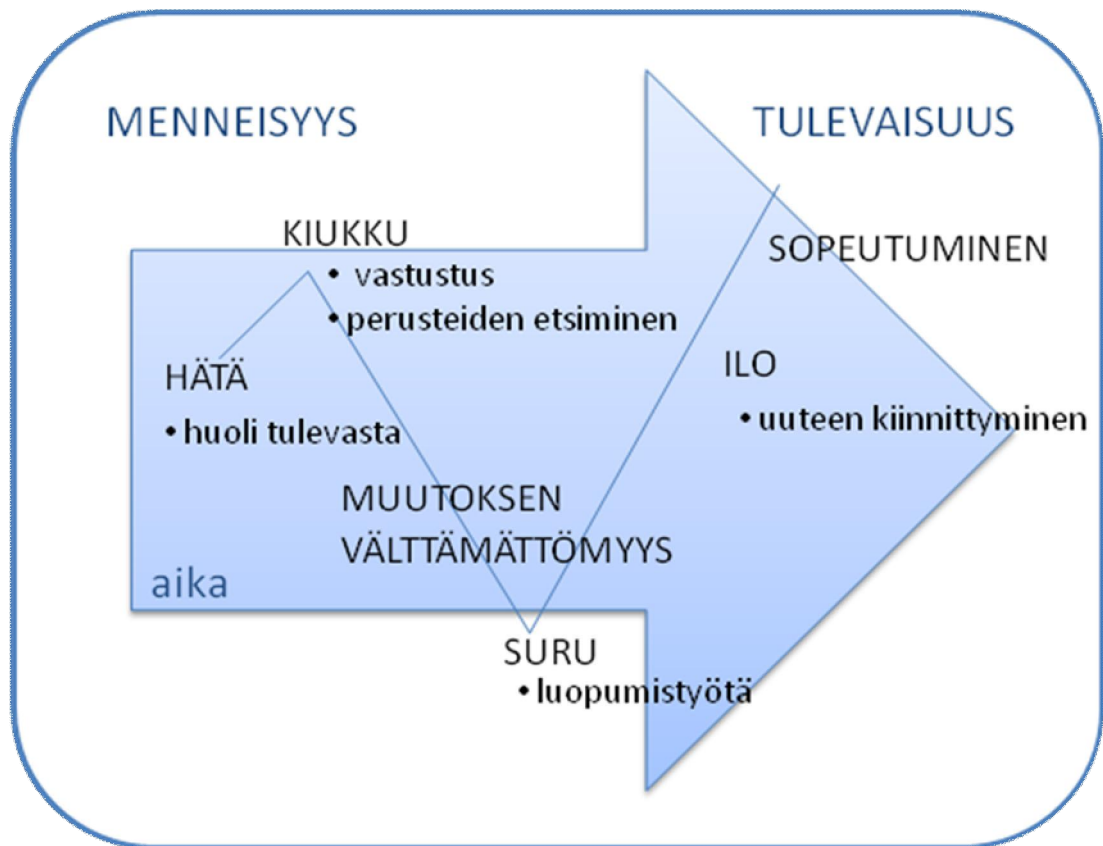 MENNEISYYS
TULEVAISUUS
KIUKKU
• vastustus
• perusteiden etsiminen
SOPEUTUMINEN
HÄTÄ
• huoli tulevasta
ILO
• uuteen kiinnittyminen
MUUTOKSEN
VÄLTTÄMÄTTÖMYYS
aika
SURU
• luopumistyötä